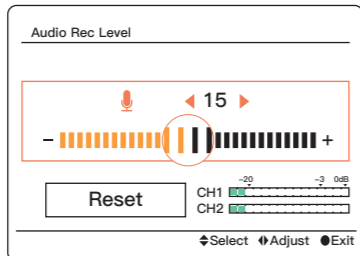 Audio Rec Level
15
− +
-20 -3 0dB
Reset
CH1
CH2
Select Adjust Exit